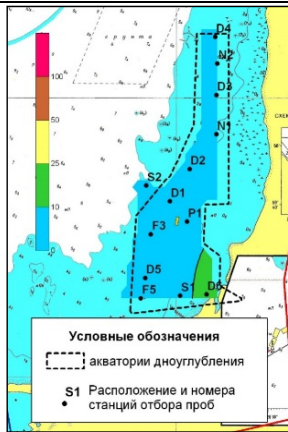 D4
грунта
N2
100
D3
50
N1
25
D2
S2
D1
10
P1
F3
0
D5
F5
S1
D6
Условные обозначения
акватории дноуглубления
S1 Расположение и номера
станций отбора проб